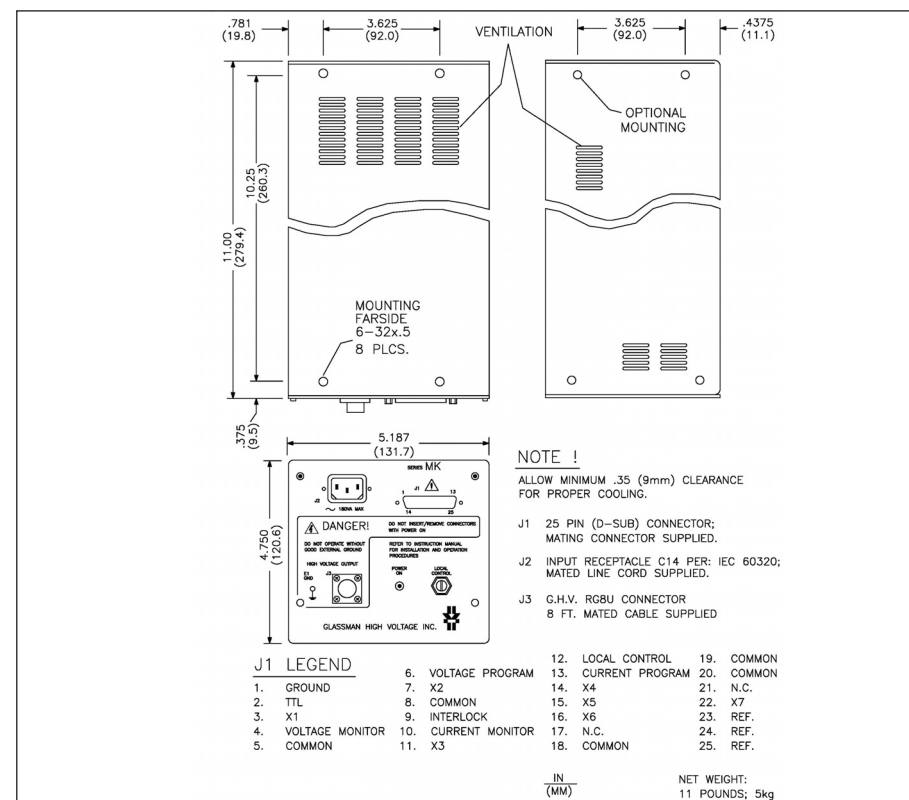 .781
(19.8)
3.625
(92.0)
VENTILATION
3.625
(92.0)
.4375
(11.1)
OPTIONAL
MOUNTING
10.25
(260.3)
11.00
(279.4)
MOUNTING
FARSIDE
6-32x.5
8 PLCS.
.375
(9.5)
5.187
(131.7)
4.750
(120.6)
SERIES MK
J2
180VA MAX
J1
1
13
14
25
DANGER!
DO NOT INSERT/REMOVE CONNECTORS
WITH POWER ON
DO NOT OPERATE WITHOUT
GOOD EXTERNAL GROUND
REFER TO INSTRUCTION MANUAL
FOR INSTALLATION AND OPERATION
PROCEDURES
HIGH VOLTAGE OUTPUT
E1
GND
J3
POWER
ON
LOCAL
CONTROL
GLASSMAN HIGH VOLTAGE INC.
NOTE !
ALLOW MINIMUM .35 (9mm) CLEARANCE
FOR PROPER COOLING.
J1 25 PIN (D-SUB) CONNECTOR;
MATING CONNECTOR SUPPLIED.
J2 INPUT RECEPTACLE C14 PER: IEC 60320;
MATED LINE CORD SUPPLIED.
J3 G.H.V. RG8U CONNECTOR
8 FT. MATED CABLE SUPPLIED
J1 LEGEND
1. GROUND
2. TTL
3. X1
4. VOLTAGE MONITOR
5. COMMON
6. VOLTAGE PROGRAM
7. X2
8. COMMON
9. INTERLOCK
10. CURRENT MONITOR
11. X3
12. LOCAL CONTROL
13. CURRENT PROGRAM
14. X4
15. X5
16. X6
17. N.C.
18. COMMON
19. COMMON
20. COMMON
21. N.C.
22. X7
23. REF.
24. REF.
25. REF.
IN
(MM)
NET WEIGHT:
11 POUNDS; 5kg